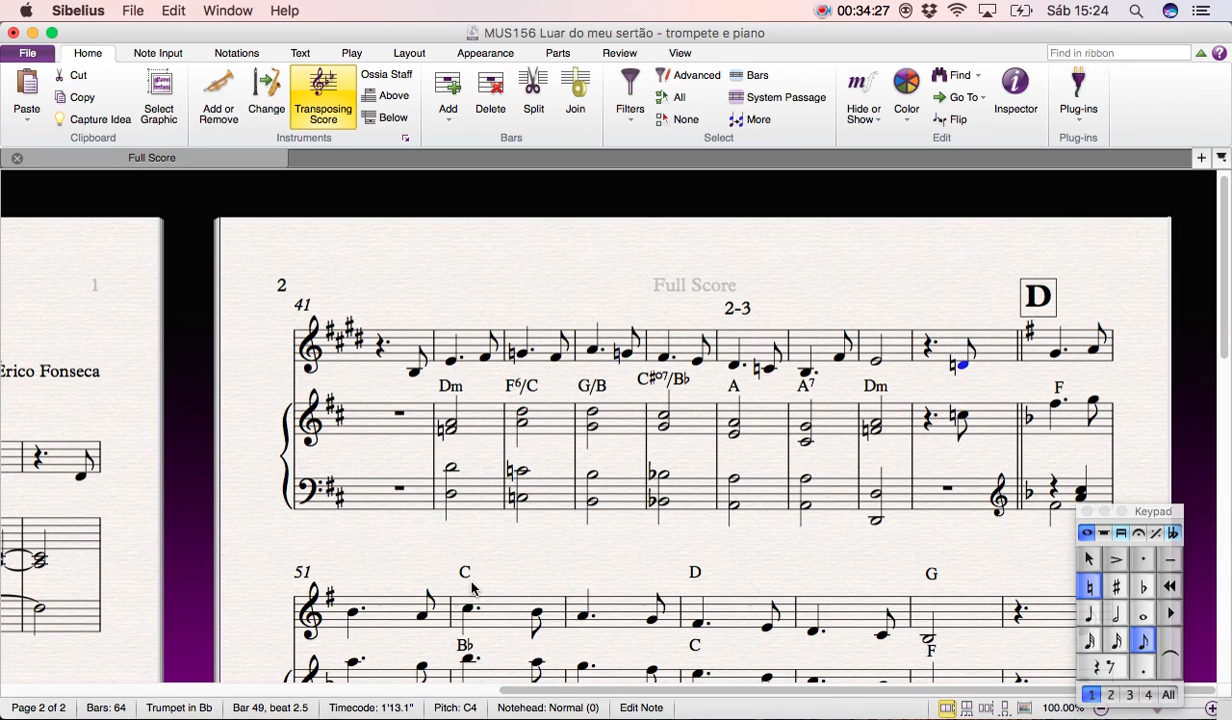 Sibelius File Edit Window Help 00:34:27 Sáb 15:24
MUS156 Luar do meu sertão - trompete e piano
File Home Note Input Notations Text Play Layout Appearance Parts Review View Find in ribbon
Paste Cut Copy Capture Idea Select Graphic Clipboard
Add or Remove Change Transposing Score Ossia Staff Above Below Instruments
Add Delete Split Join Bars
Filters Advanced All None Bars System Passage More Select
Hide or Show Color Find Go To Flip Inspector Edit
Plug-ins Plug-ins
Full Score
1
Érico Fonseca
2 Full Score
41 2-3 D
Dm F6/C G/B C#o7/Bb A A7 Dm F
Keypad
51 C D G
Bb C F
1 2 3 4 All
Page 2 of 2 Bars: 64 Trumpet in Bb Bar 49, beat 2.5 Timecode: 1'13.1" Pitch: C4 Notehead: Normal (0) Edit Note 100.00%